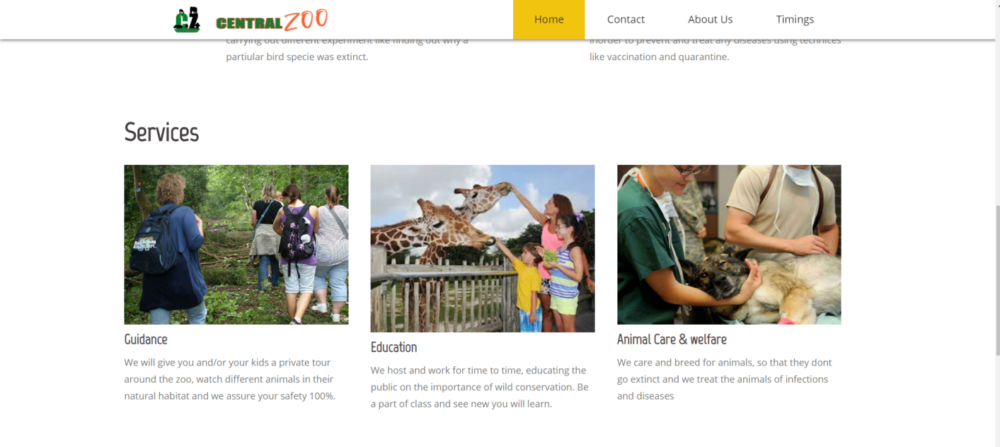 CZ CENTRAL ZOO Home Contact About Us Timings
carrying out different experiment like finding out why a
partiular bird specie was extinct.
inorder to prevent and treat any diseases using technices
like vaccination and quarantine.
Services
Guidance
We will give you and/or your kids a private tour
around the zoo, watch different animals in their
natural habitat and we assure your safety 100%.
Education
We host and work for time to time, educating the
public on the importance of wild conservation. Be
a part of class and see new you will learn.
Animal Care & welfare
We care and breed for animals, so that they dont
go extinct and we treat the animals of infections
and diseases